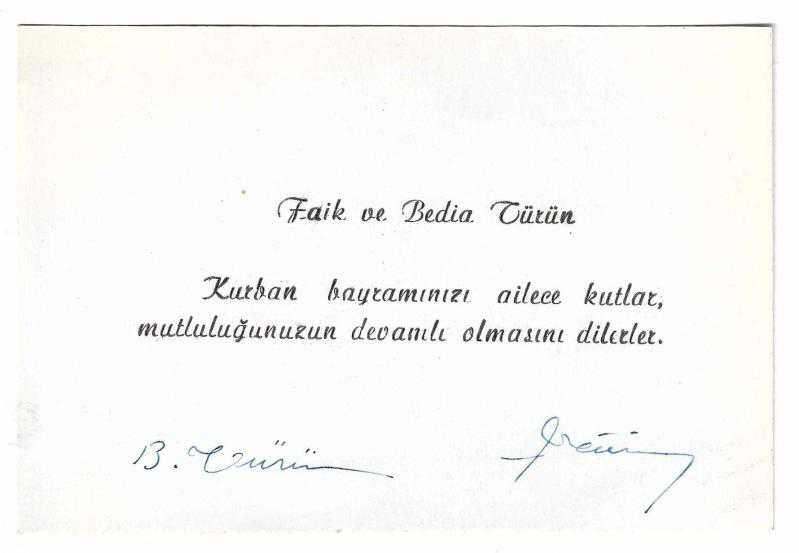 Faik ve Bedia Türün
Kurban bayramınızı ailece kutlar,
mutluluğunuzun devamlı olmasını dilerler.
B. Türün